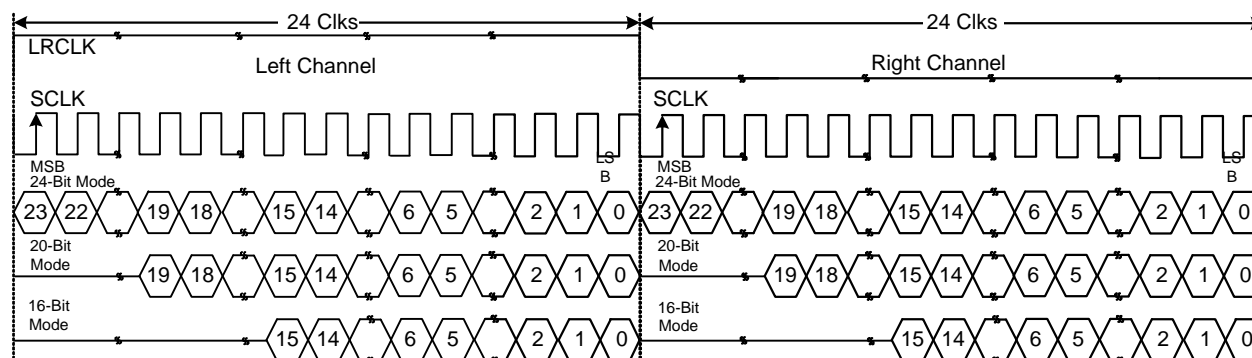 24 Clks 24 Clks
LRCLK
Left Channel Right Channel
SCLK SCLK
MSB LS MSB LS
24-Bit Mode B 24-Bit Mode B
23 22 19 18 15 14 6 5 2 1 0 23 22 19 18 15 14 6 5 2 1 0
20-Bit 20-Bit
Mode 19 18 15 14 6 5 2 1 0 Mode 19 18 15 14 6 5 2 1 0
16-Bit 16-Bit
Mode 15 14 6 5 2 1 0 Mode 15 14 6 5 2 1 0